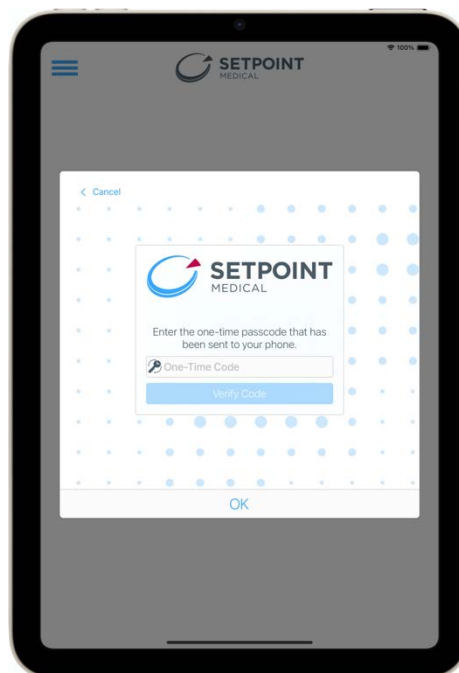 100%
SETPOINT
MEDICAL
Cancel
SETPOINT
MEDICAL
Enter the one-time passcode that has
been sent to your phone.
One-Time Code
Verify Code
OK